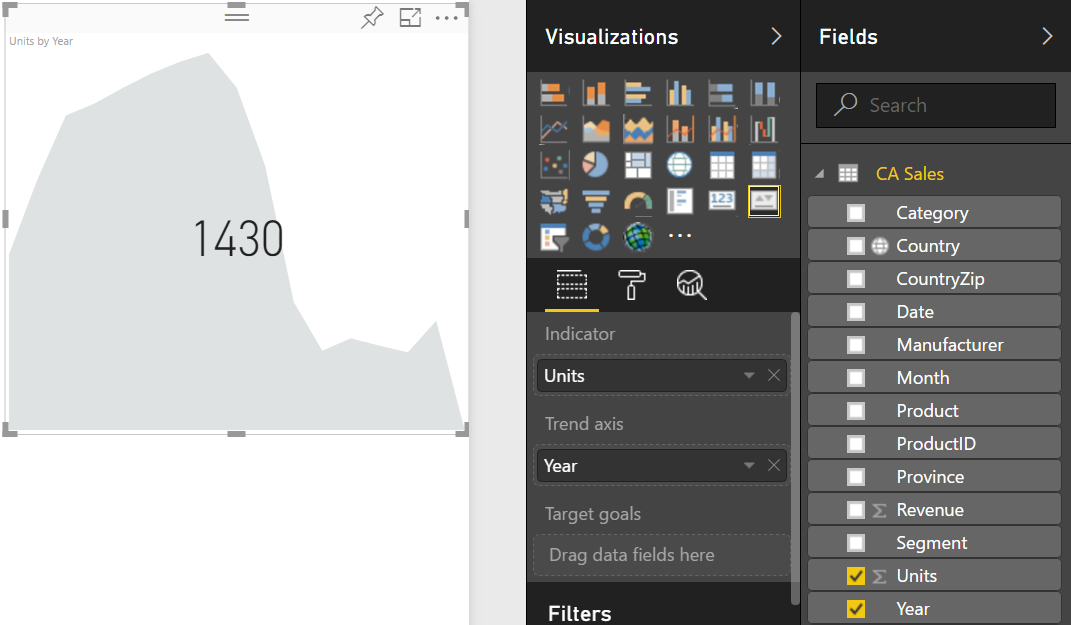 Units by Year
1430
Visualizations
123
Indicator
Units
Trend axis
Year
Target goals
Drag data fields here
Filters
Fields
Search
CA Sales
Category
Country
CountryZip
Date
Manufacturer
Month
Product
ProductID
Province
Σ Revenue
Segment
Σ Units
Year